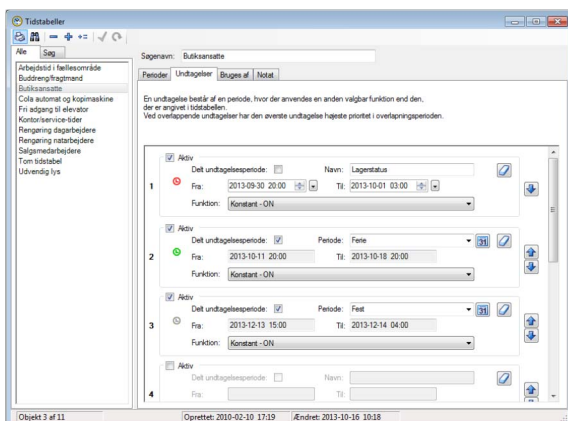 Tidstabeller
Alle Søg
Arbejdstid i fællesområde
Buddreng/fragtmand
Butiksansatte
Cola automat og kopimaskine
Fri adgang til elevator
Kontor/service-tider
Rengøring dagarbejdere
Rengøring natarbejdere
Salgsmedarbejdere
Tom tidstabel
Udvendig lys
Søgenavn: Butiksansatte
Perioder Undtagelser Bruges af Notat
En undtagelse består af en periode, hvor der anvendes en anden valgbar funktion end den,
der er angivet i tidstabellen.
Ved overlappende undtagelser har den øverste undtagelse højeste prioritet i overlapningsperioden.
Aktiv
Delt undtagelsesperiode: Navn: Lagerstatus
1 Fra: 2013-09-30 20:00 Til: 2013-10-01 03:00
Funktion: Konstant - ON
Aktiv
Delt undtagelsesperiode: Periode: Ferie
2 Fra: 2013-10-11 20:00 Til: 2013-10-18 20:00
Funktion: Konstant - ON
Aktiv
Delt undtagelsesperiode: Periode: Fest
3 Fra: 2013-12-13 15:00 Til: 2013-12-14 04:00
Funktion: Konstant - ON
Aktiv
Delt undtagelsesperiode: Navn:
4 Fra: Til:
Objekt 3 af 11 Oprettet: 2010-02-10 17:19 Ændret: 2013-10-16 10:18